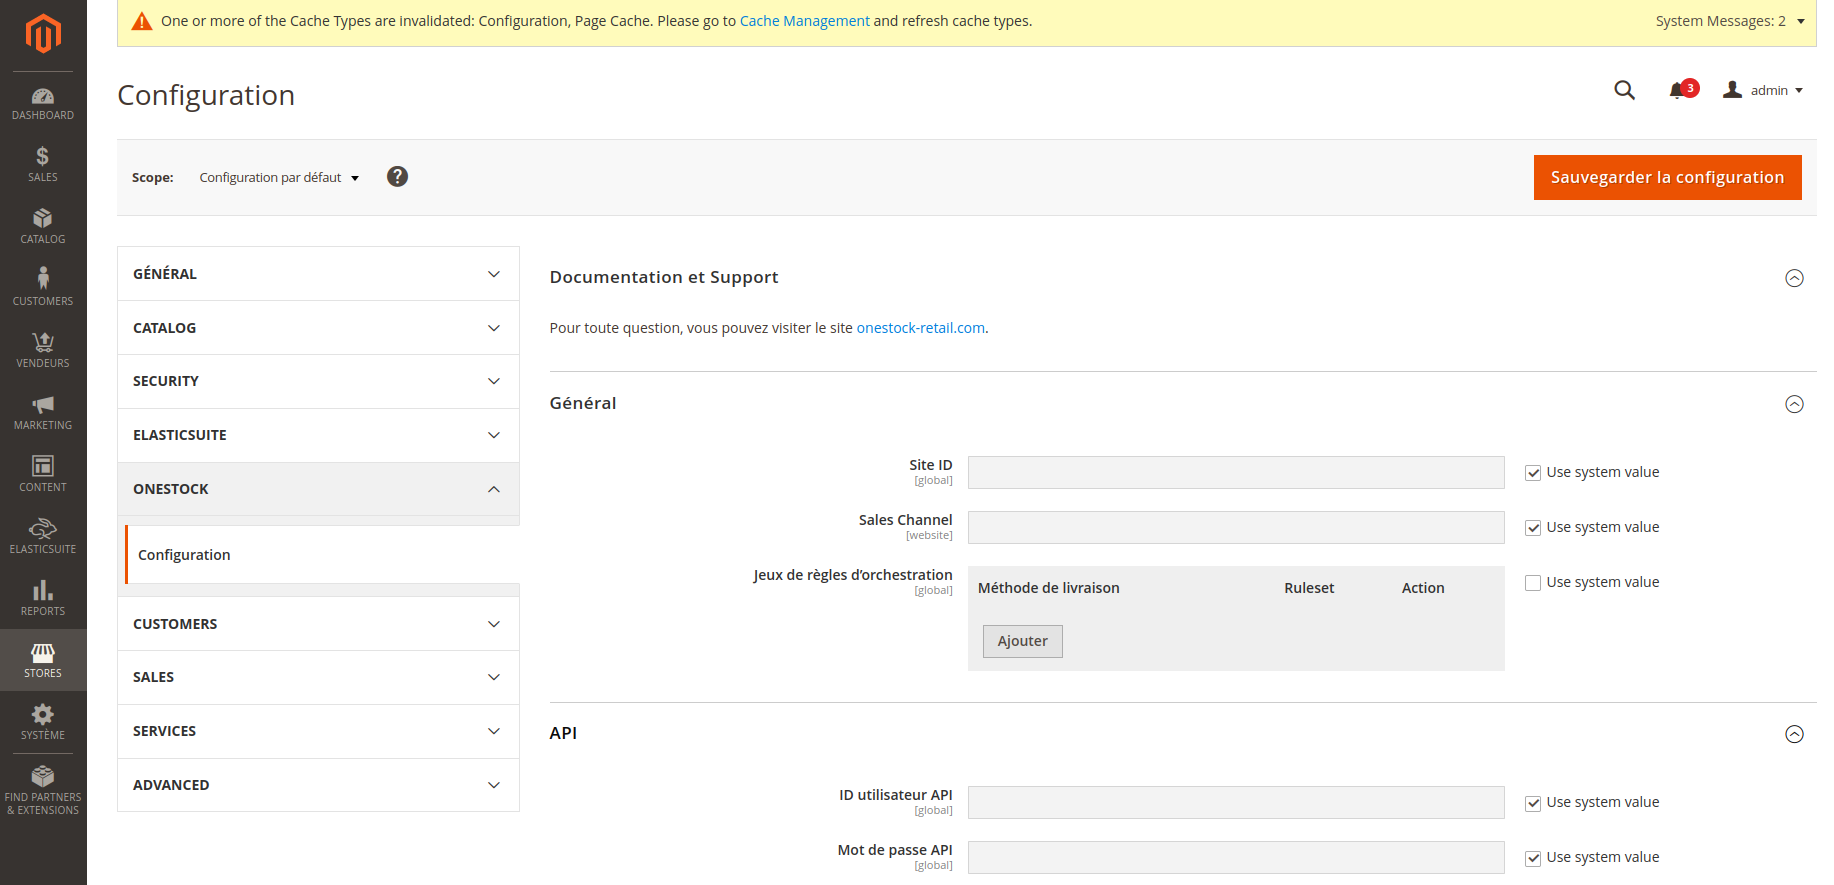 One or more of the Cache Types are invalidated: Configuration, Page Cache. Please go to Cache Management and refresh cache types.
System Messages: 2
Configuration
3
admin
Scope:
Configuration par défaut
?
Sauvegarder la configuration
DASHBOARD
SALES
CATALOG
CUSTOMERS
VENDEURS
MARKETING
CONTENT
ELASTICSUITE
REPORTS
STORES
SYSTÈME
FIND PARTNERS
& EXTENSIONS
GÉNÉRAL
CATALOG
SECURITY
ELASTICSUITE
ONESTOCK
Configuration
CUSTOMERS
SALES
SERVICES
ADVANCED
Documentation et Support
Pour toute question, vous pouvez visiter le site onestock-retail.com.
Général
Site ID
[global]
Use system value
Sales Channel
[website]
Use system value
Jeux de règles d'orchestration
[global]
Méthode de livraison
Ruleset
Action
Use system value
Ajouter
API
ID utilisateur API
[global]
Use system value
Mot de passe API
[global]
Use system value